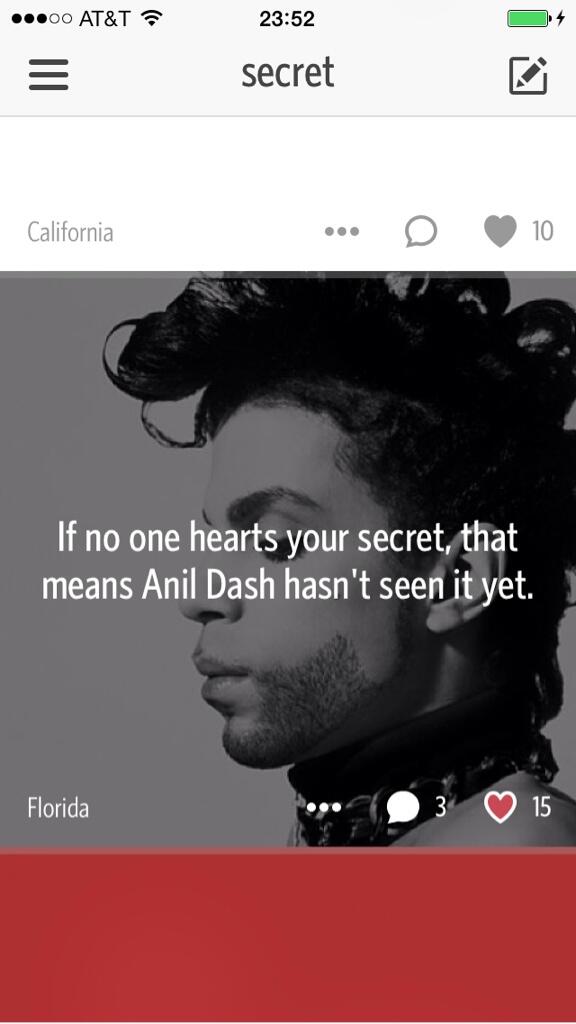 AT&T 23:52
secret
California 10
If no one hearts your secret, that
means Anil Dash hasn't seen it yet.
Florida 3 15